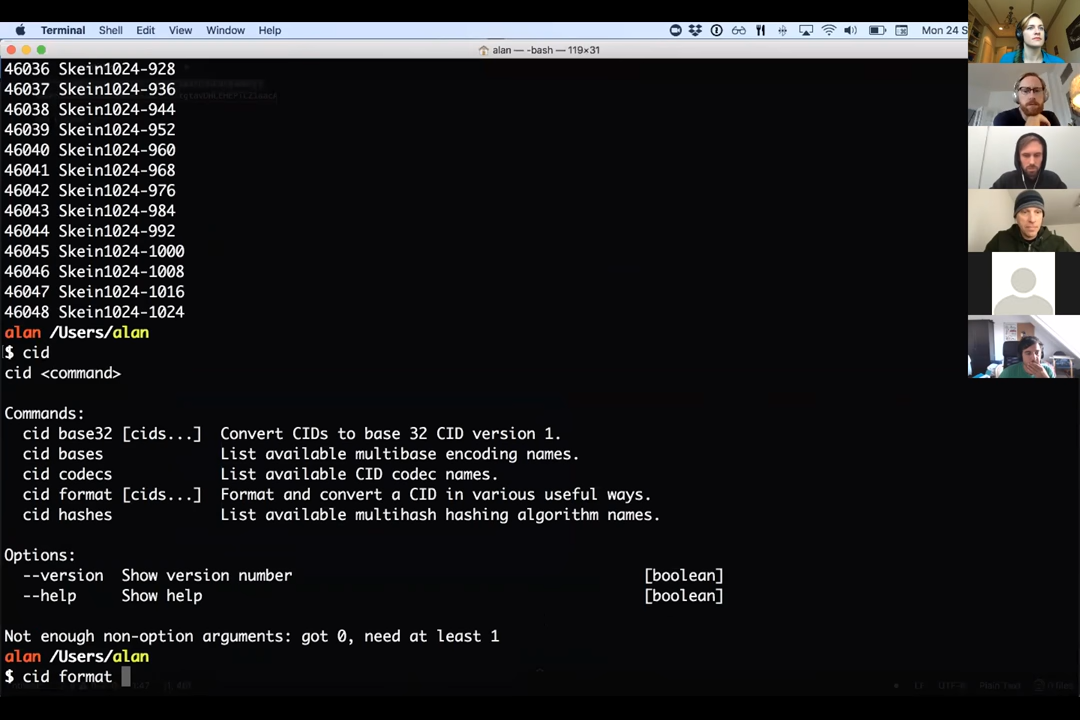 Terminal Shell Edit View Window Help
Mon 24 S
alan — -bash — 119×31
46036 Skein1024-928
46037 Skein1024-936
46038 Skein1024-944
46039 Skein1024-952
46040 Skein1024-960
46041 Skein1024-968
46042 Skein1024-976
46043 Skein1024-984
46044 Skein1024-992
46045 Skein1024-1000
46046 Skein1024-1008
46047 Skein1024-1016
46048 Skein1024-1024
alan /Users/alan
$ cid
cid <command>
Commands:
cid base32 [cids...] Convert CIDs to base 32 CID version 1.
cid bases List available multibase encoding names.
cid codecs List available CID codec names.
cid format [cids...] Format and convert a CID in various useful ways.
cid hashes List available multihash hashing algorithm names.
Options:
--version Show version number [boolean]
--help Show help [boolean]
Not enough non-option arguments: got 0, need at least 1
alan /Users/alan
$ cid format